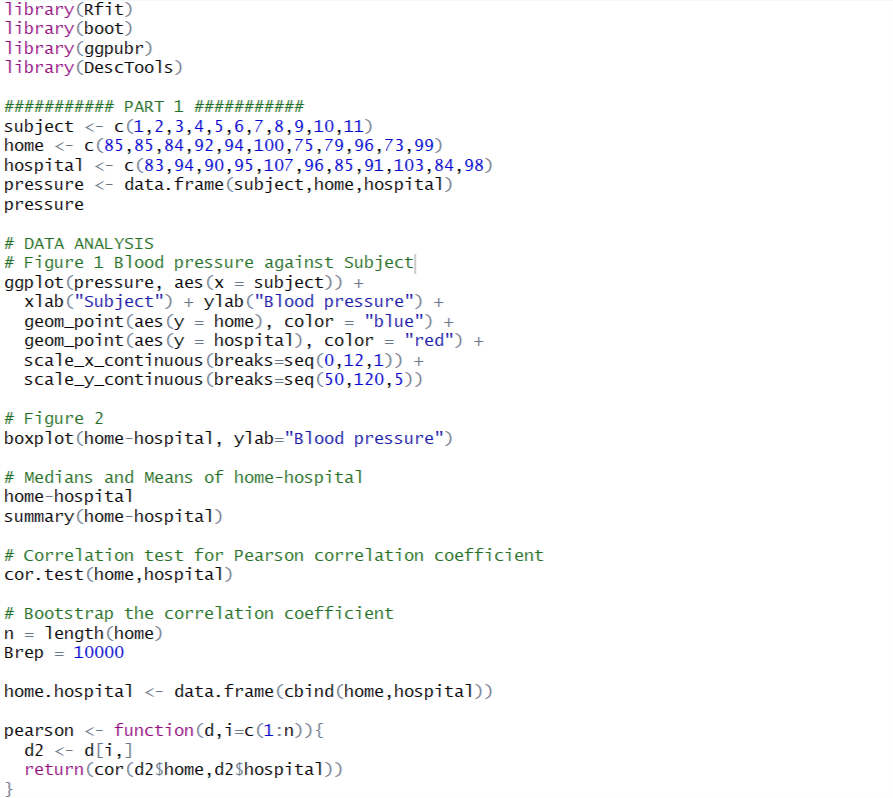 library(Rfit)
library(boot)
library(ggpubr)
library(DescTools)

########### PART 1 ###########
subject <- c(1,2,3,4,5,6,7,8,9,10,11)
home <- c(85,85,84,92,94,100,75,79,96,73,99)
hospital <- c(83,94,90,95,107,96,85,91,103,84,98)
pressure <- data.frame(subject,home,hospital)
pressure

# DATA ANALYSIS
# Figure 1 Blood pressure against Subject
ggplot(pressure, aes(x = subject)) +
  xlab("Subject") + ylab("Blood pressure") +
  geom_point(aes(y = home), color = "blue") +
  geom_point(aes(y = hospital), color = "red") +
  scale_x_continuous(breaks=seq(0,12,1)) +
  scale_y_continuous(breaks=seq(50,120,5))

# Figure 2
boxplot(home-hospital, ylab="Blood pressure")

# Medians and Means of home-hospital
home-hospital
summary(home-hospital)

# Correlation test for Pearson correlation coefficient
cor.test(home,hospital)

# Bootstrap the correlation coefficient
n = length(home)
Brep = 10000

home.hospital <- data.frame(cbind(home,hospital))

pearson <- function(d,i=c(1:n)){
  d2 <- d[i,]
  return(cor(d2$home,d2$hospital))
}